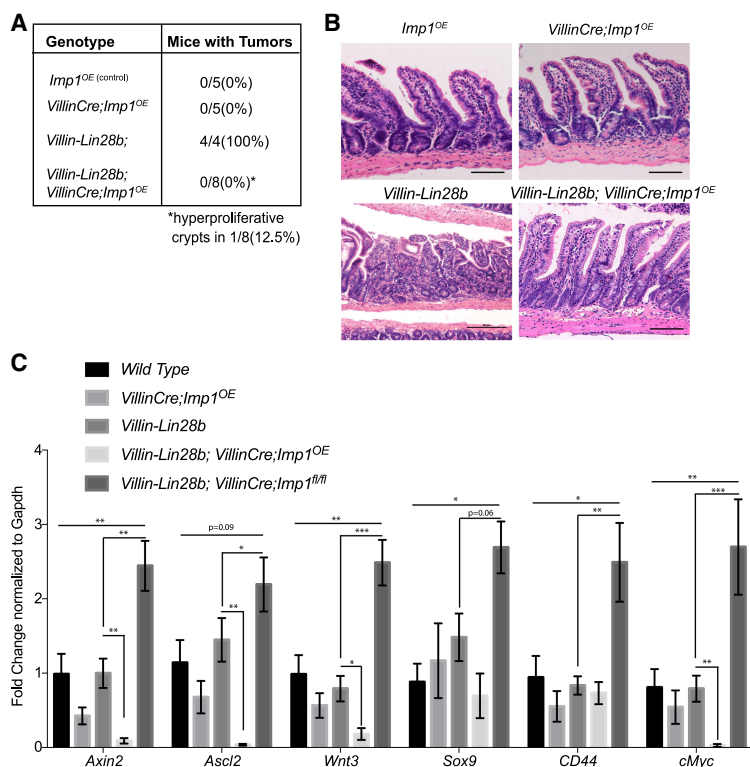 A
Genotype Mice with Tumors
Imp1OE (control) 0/5(0%)
VillinCre;Imp1OE 0/5(0%)
Villin-Lin28b; 4/4(100%)
Villin-Lin28b;
VillinCre;Imp1OE 0/8(0%)*
*hyperproliferative
crypts in 1/8(12.5%)
B
Imp1OE VillinCre;Imp1OE
Villin-Lin28b Villin-Lin28b; VillinCre;Imp1OE
C
Wild Type
VillinCre;Imp1OE
Villin-Lin28b
Villin-Lin28b; VillinCre;Imp1OE
Villin-Lin28b; VillinCre;Imp1fl/fl
Fold Change normalized to Gapdh
4
3
2
1
0
** ** **
p=0.09 * **
** *** *
* p=0.06
* **
** *** **
Axin2 Ascl2 Wnt3 Sox9 CD44 cMyc